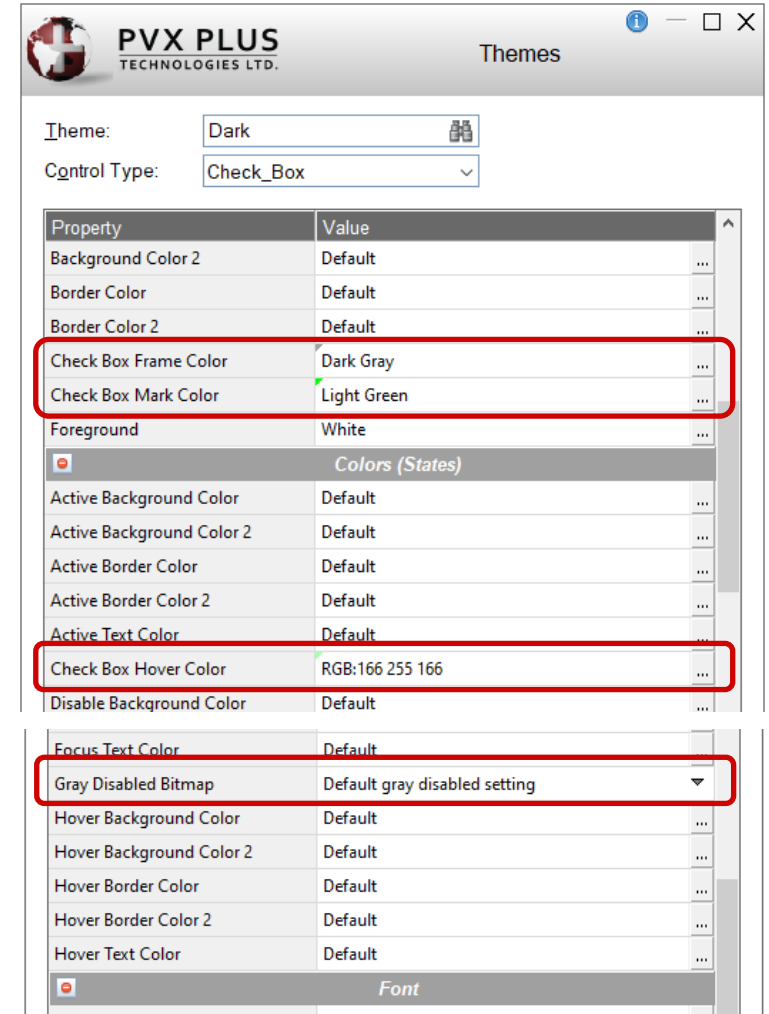 PVX PLUS
TECHNOLOGIES LTD.
Themes
Theme: Dark
Control Type: Check_Box
Property Value
Background Color 2 Default ...
Border Color Default ...
Border Color 2 Default ...
Check Box Frame Color Dark Gray ...
Check Box Mark Color Light Green ...
Foreground White ...
Colors (States)
Active Background Color Default ...
Active Background Color 2 Default ...
Active Border Color Default ...
Active Border Color 2 Default ...
Active Text Color Default ...
Check Box Hover Color RGB:166 255 166 ...
Disable Background Color Default ...
Focus Text Color Default ...
Gray Disabled Bitmap Default gray disabled setting
Hover Background Color Default ...
Hover Background Color 2 Default ...
Hover Border Color Default ...
Hover Border Color 2 Default ...
Hover Text Color Default ...
Font